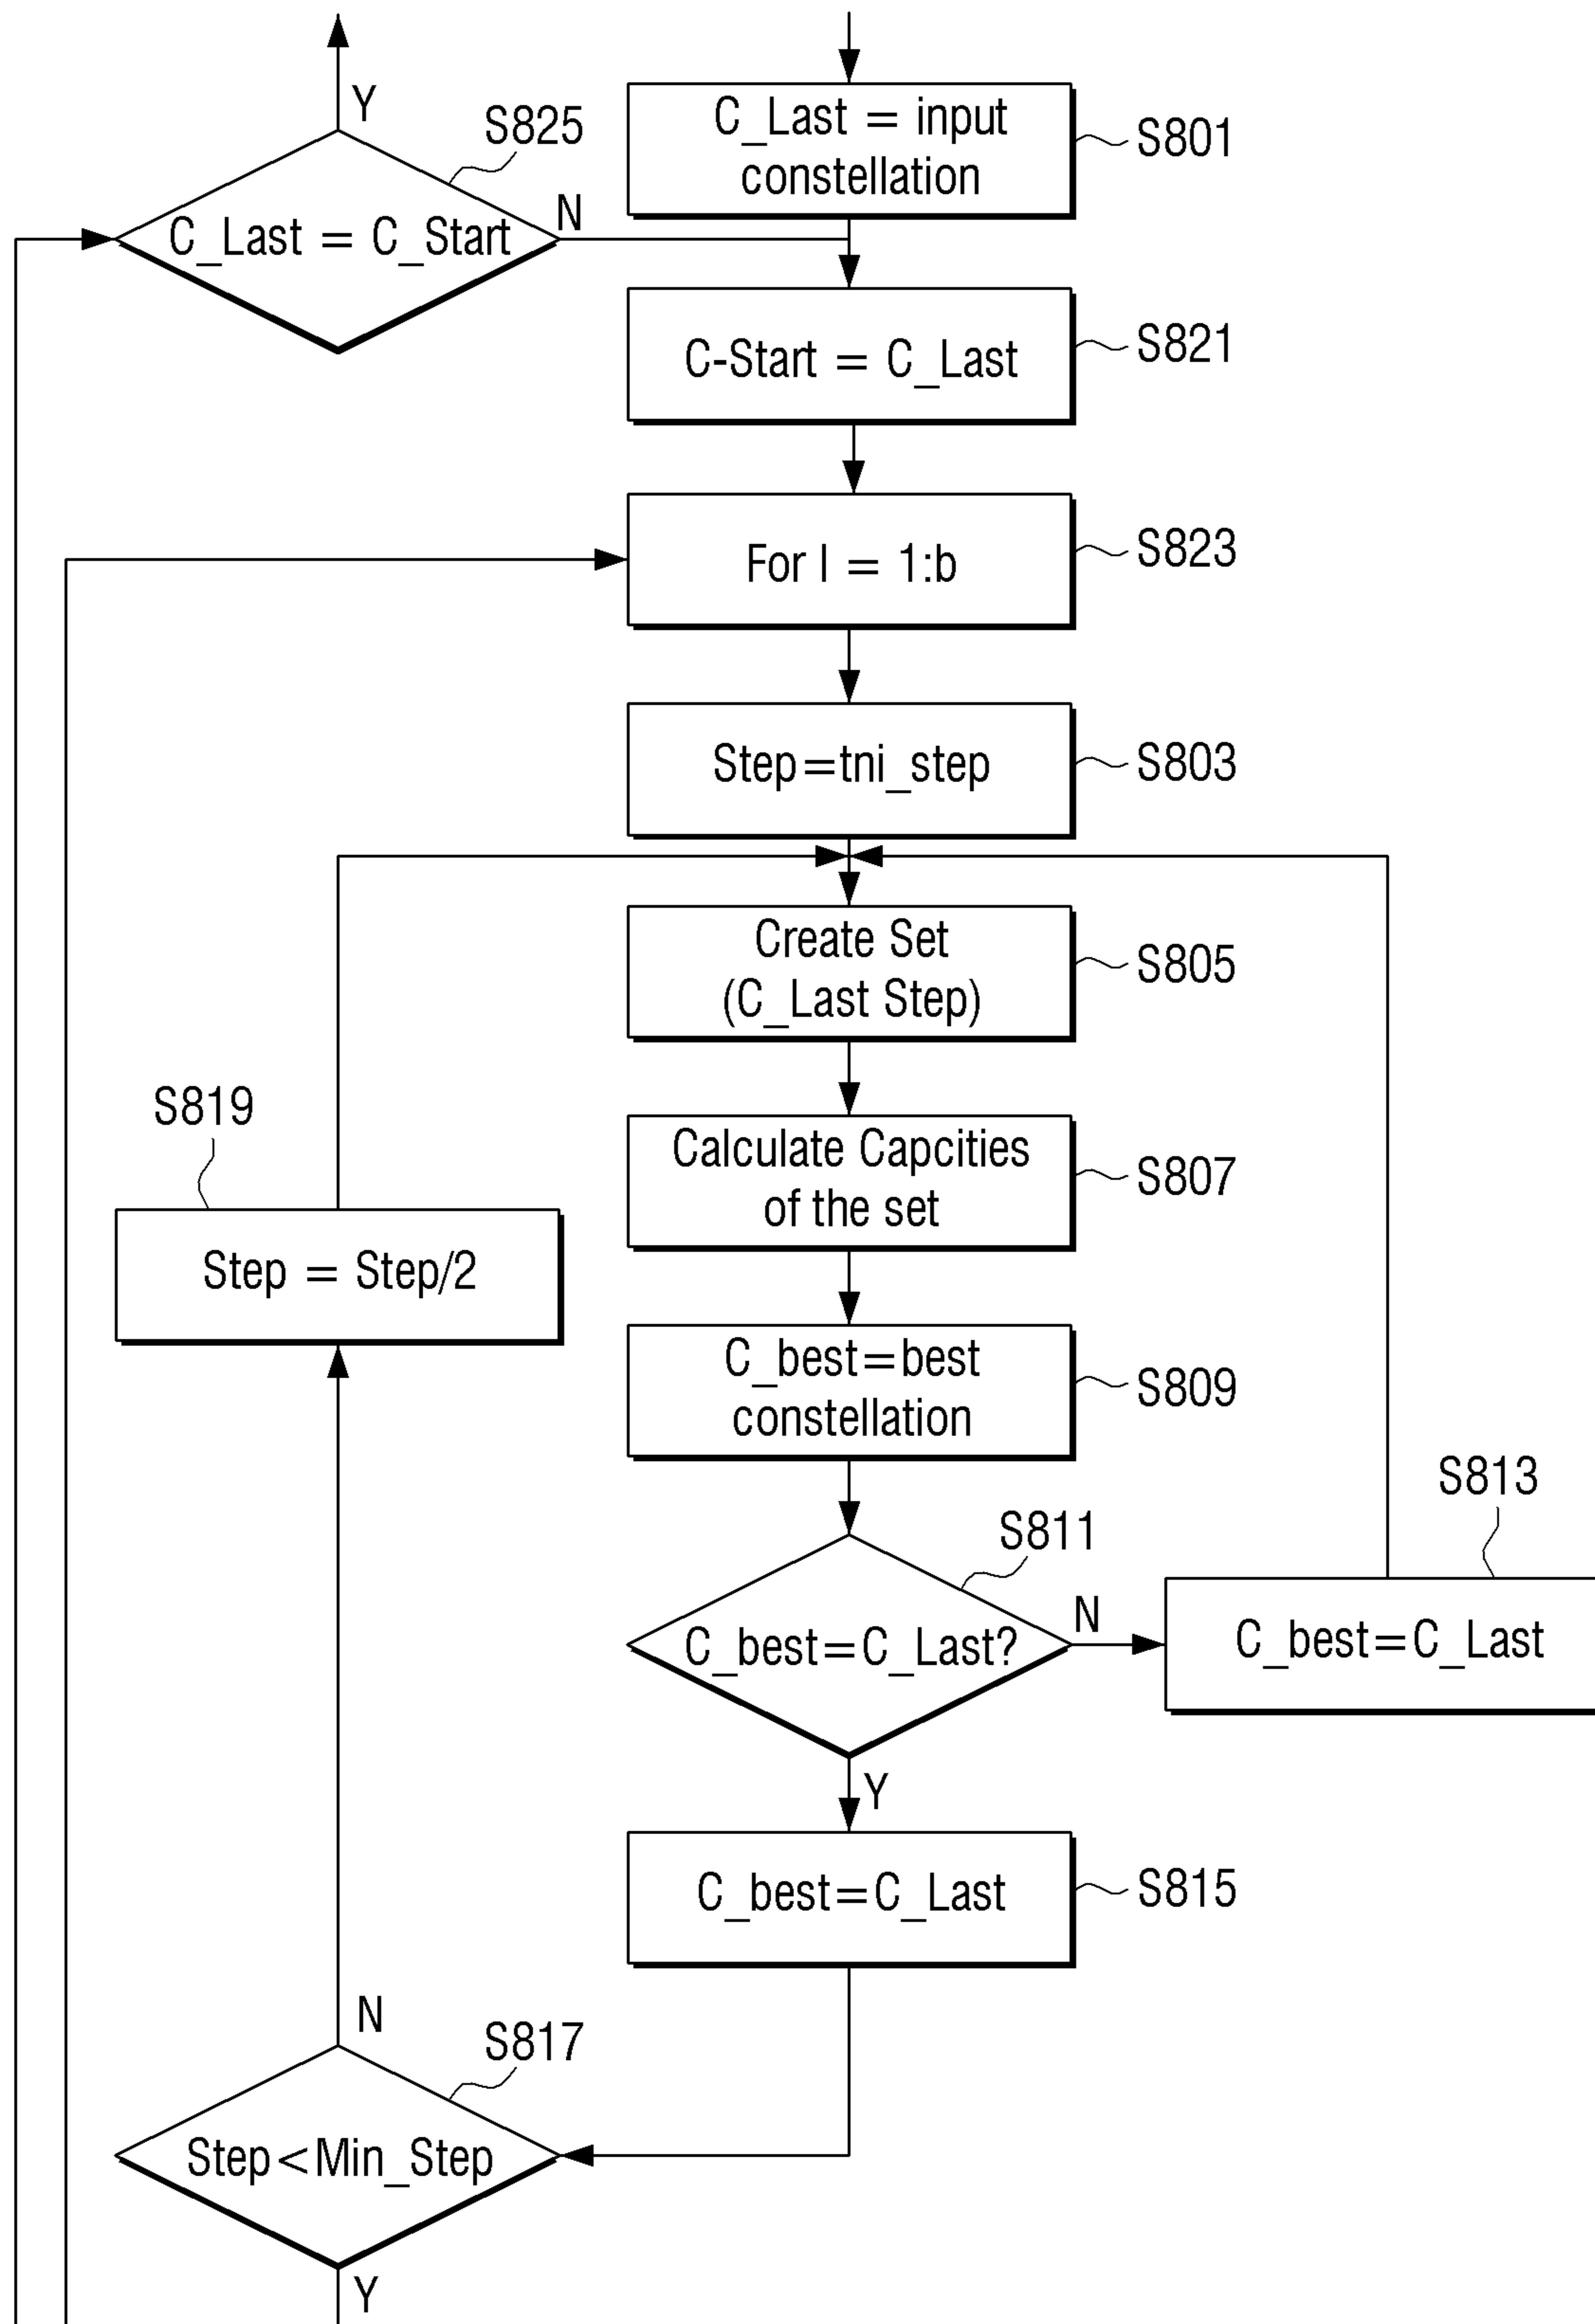 Y
S825
C_Last = C_Start
N
C_Last = input
constellation
S801
C-Start = C_Last
S821
For I = 1:b
S823
Step=tni_step
S803
Create Set
(C_Last Step)
S805
S819
Step = Step/2
Calculate Capcities
of the set
S807
C_best=best
constellation
S809
S811
C_best=C_Last?
N
S813
C_best=C_Last
Y
C_best=C_Last
S815
N
S817
Step<Min_Step
Y